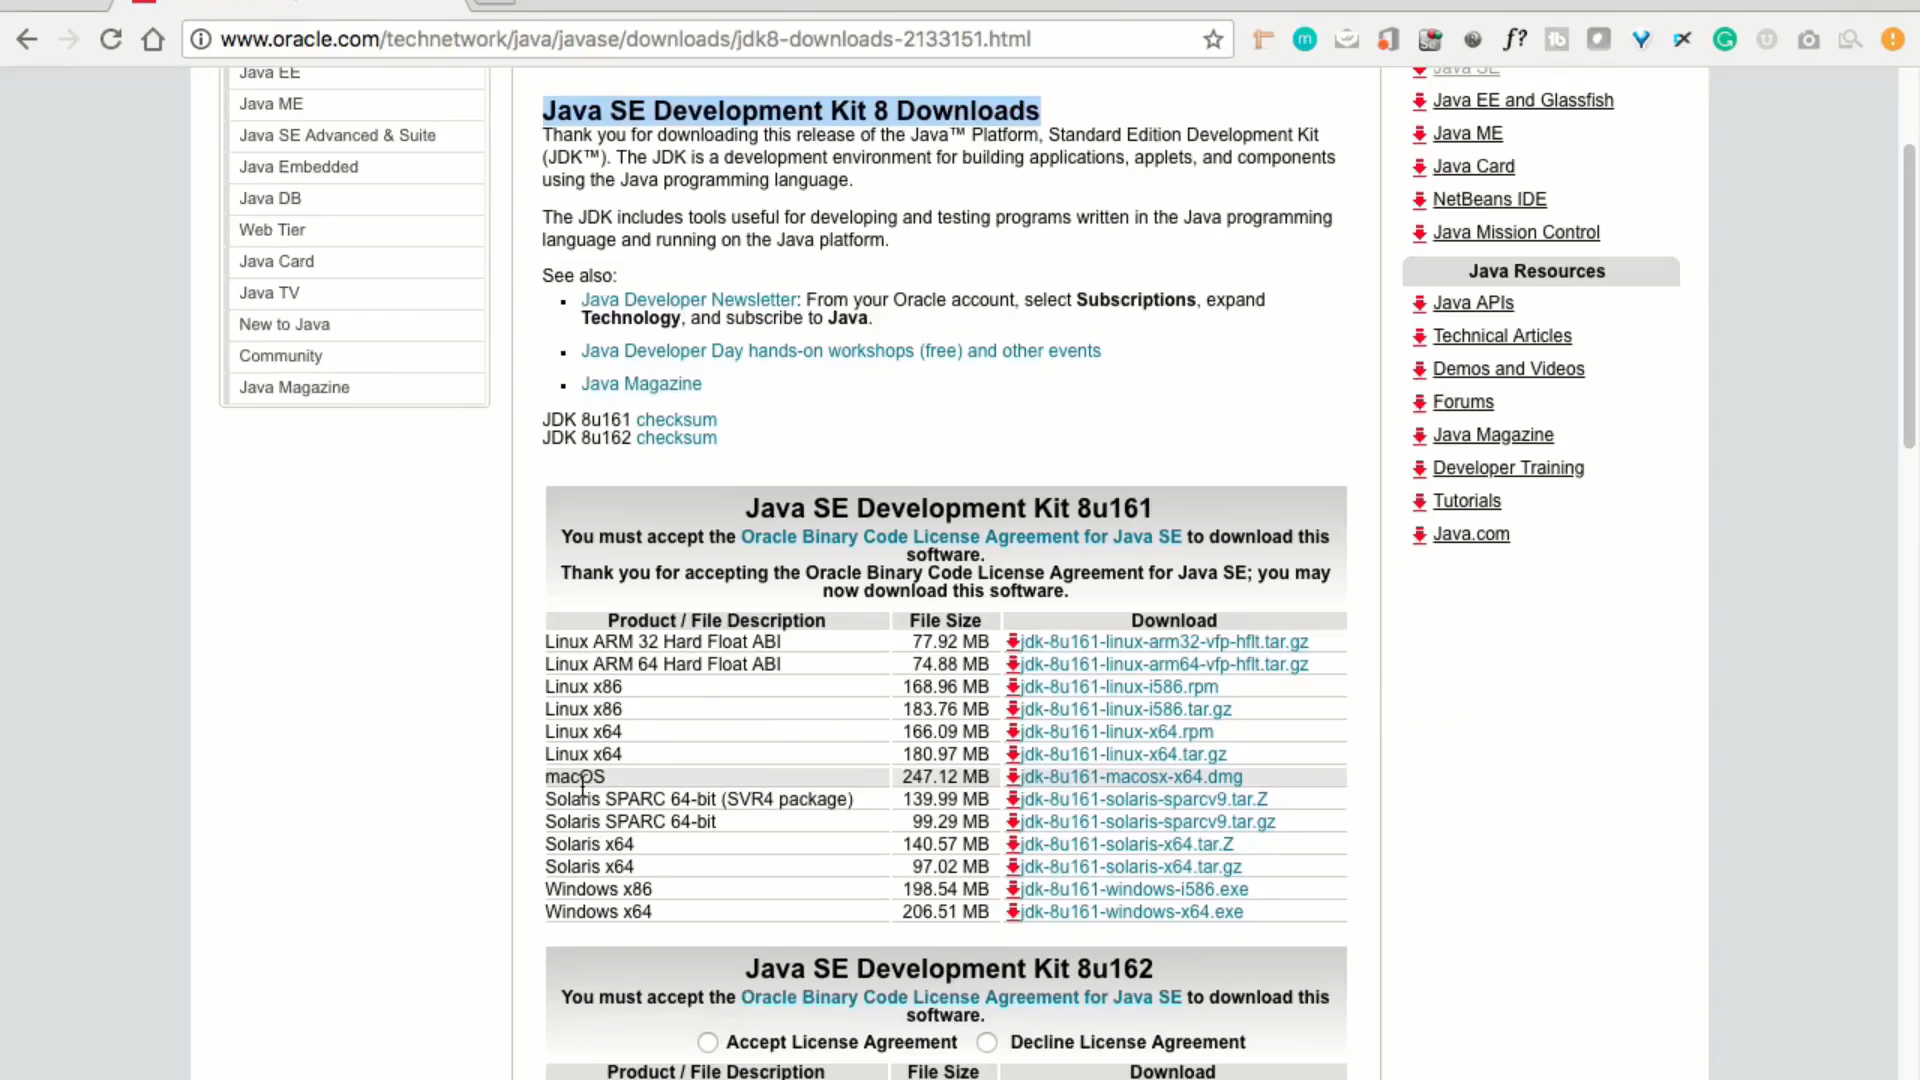 www.oracle.com/technetwork/java/javase/downloads/jdk8-downloads-2133151.html
Java EE
Java ME
Java SE Advanced & Suite
Java Embedded
Java DB
Web Tier
Java Card
Java TV
New to Java
Community
Java Magazine
Java SE Development Kit 8 Downloads
Thank you for downloading this release of the Java™ Platform, Standard Edition Development Kit
(JDK™). The JDK is a development environment for building applications, applets, and components
using the Java programming language.
The JDK includes tools useful for developing and testing programs written in the Java programming
language and running on the Java platform.
See also:
Java Developer Newsletter: From your Oracle account, select Subscriptions, expand
Technology, and subscribe to Java.
Java Developer Day hands-on workshops (free) and other events
Java Magazine
JDK 8u161 checksum
JDK 8u162 checksum
Java SE Development Kit 8u161
You must accept the Oracle Binary Code License Agreement for Java SE to download this
software.
Thank you for accepting the Oracle Binary Code License Agreement for Java SE; you may
now download this software.
Product / File Description File Size Download
Linux ARM 32 Hard Float ABI 77.92 MB jdk-8u161-linux-arm32-vfp-hflt.tar.gz
Linux ARM 64 Hard Float ABI 74.88 MB jdk-8u161-linux-arm64-vfp-hflt.tar.gz
Linux x86 168.96 MB jdk-8u161-linux-i586.rpm
Linux x86 183.76 MB jdk-8u161-linux-i586.tar.gz
Linux x64 166.09 MB jdk-8u161-linux-x64.rpm
Linux x64 180.97 MB jdk-8u161-linux-x64.tar.gz
macOS 247.12 MB jdk-8u161-macosx-x64.dmg
Solaris SPARC 64-bit (SVR4 package) 139.99 MB jdk-8u161-solaris-sparcv9.tar.Z
Solaris SPARC 64-bit 99.29 MB jdk-8u161-solaris-sparcv9.tar.gz
Solaris x64 140.57 MB jdk-8u161-solaris-x64.tar.Z
Solaris x64 97.02 MB jdk-8u161-solaris-x64.tar.gz
Windows x86 198.54 MB jdk-8u161-windows-i586.exe
Windows x64 206.51 MB jdk-8u161-windows-x64.exe
Java SE Development Kit 8u162
You must accept the Oracle Binary Code License Agreement for Java SE to download this
software.
Accept License Agreement Decline License Agreement
Product / File Description File Size Download
Java SE
Java EE and Glassfish
Java ME
Java Card
NetBeans IDE
Java Mission Control
Java Resources
Java APIs
Technical Articles
Demos and Videos
Forums
Java Magazine
Developer Training
Tutorials
Java.com